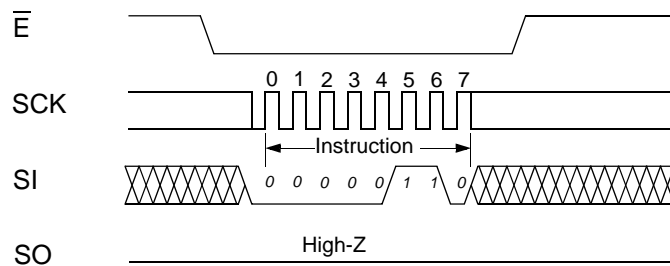 E̅
0 1 2 3 4 5 6 7
SCK
Instruction
SI 0 0 0 0 0 1 1 0
High-Z
SO